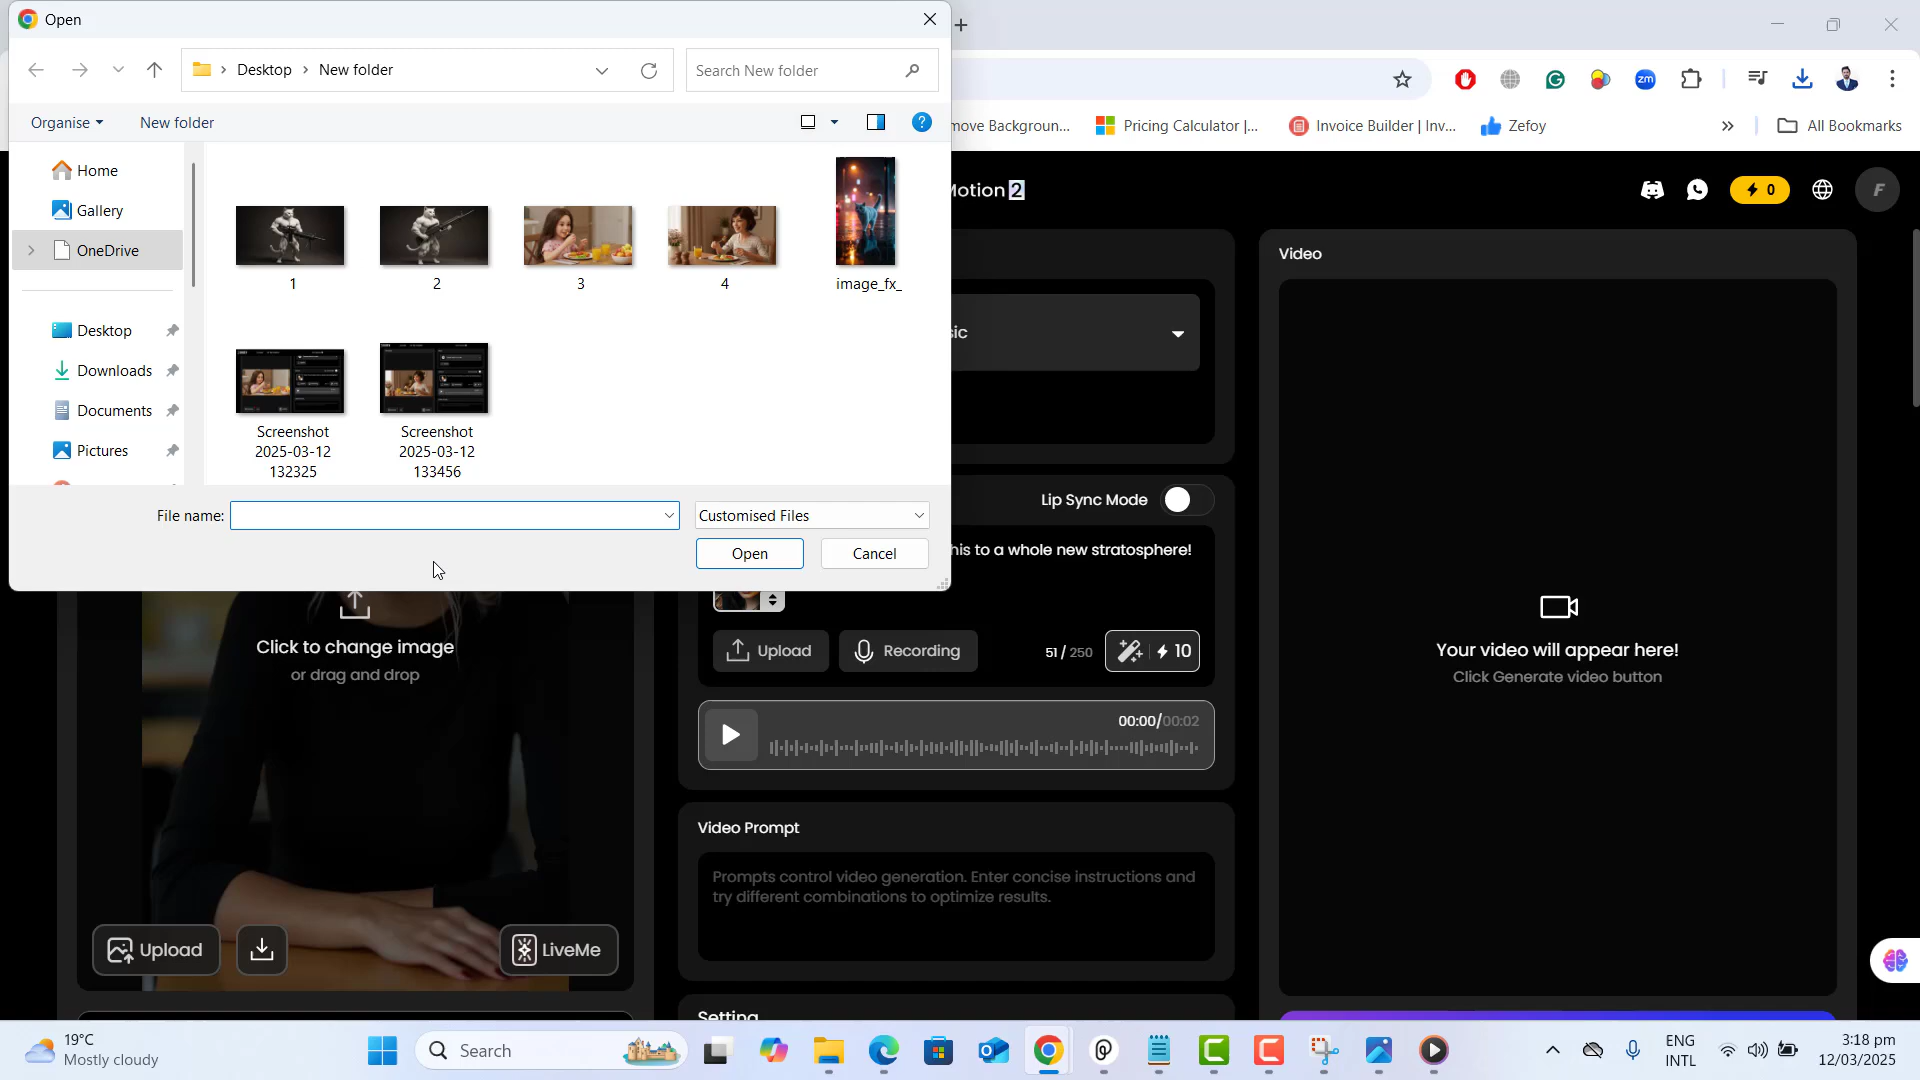 Open
Desktop
New folder
Search New folder
Organise
New folder
Home
Gallery
OneDrive
Desktop
Downloads
Documents
Pictures
1
2
3
4
image_fx_
Screenshot
2025-03-12
132325
Screenshot
2025-03-12
133456
File name:
Customised Files
Open
Cancel
zm
move Backgroun...
Pricing Calculator |...
Invoice Builder | Inv...
Zefoy
All Bookmarks
Motion 2
0
F
sic
Lip Sync Mode
his to a whole new stratosphere!
Upload
Recording
51 / 250
10
00:00/00:02
Video Prompt
Prompts control video generation. Enter concise instructions and
try different combinations to optimize results.
Setting
Click to change image
or drag and drop
Upload
LiveMe
Video
Your video will appear here!
Click Generate video button
19°C
Mostly cloudy
Search
ENG
INTL
3:18 pm
12/03/2025